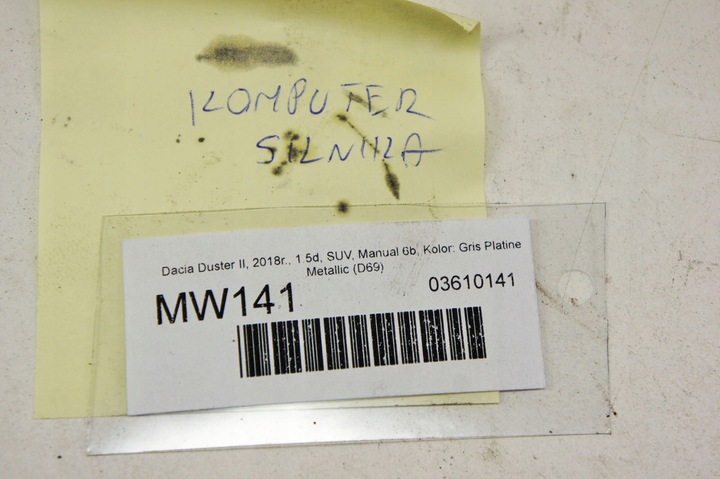 KOMPUTER
SILNIKA
Dacia Duster II, 2018r., 1.5d, SUV, Manual 6b, Kolor: Gris Platine
Metallic (D69)
MW141
03610141